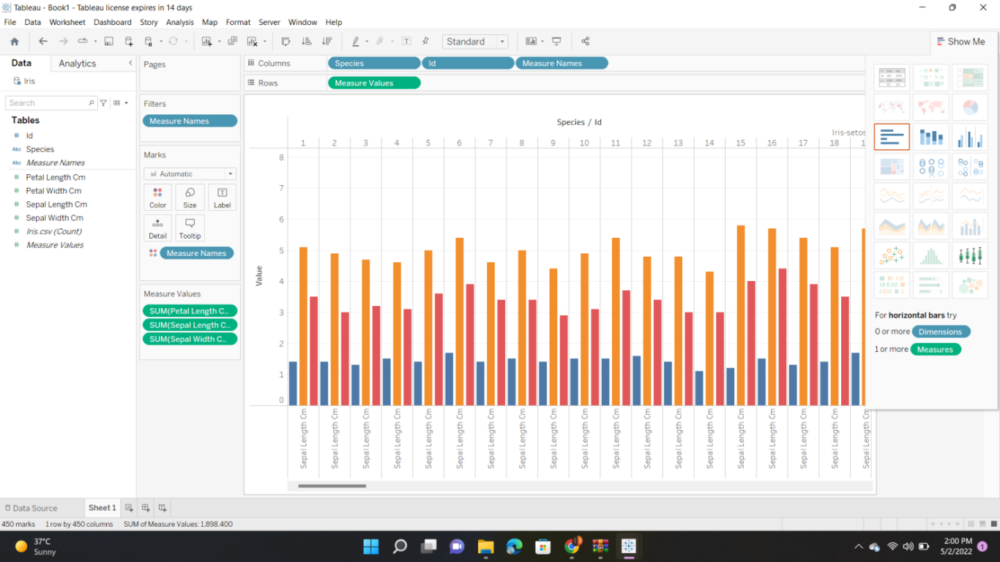 Tableau - Book1 - Tableau license expires in 14 days
File Data Worksheet Dashboard Story Analysis Map Format Server Window Help
Standard
Show Me
Data Analytics
Iris
Search
Tables
Id
Abc Species
Abc Measure Names
Petal Length Cm
Petal Width Cm
Sepal Length Cm
Sepal Width Cm
Iris.csv (Count)
Measure Values
Pages
Filters
Measure Names
Marks
Automatic
Color Size Label
Detail Tooltip
Measure Names
Measure Values
SUM(Petal Length C..
SUM(Sepal Length C..
SUM(Sepal Width C..
Columns Species Id Measure Names
Rows Measure Values
Species / Id
Iris-setos
1 2 3 4 5 6 7 8 9 10 11 12 13 14 15 16 17 18 1
8
7
6
5
4
3
2
1
0
Value
Sepal Length Cm Sepal Length Cm Sepal Length Cm Sepal Length Cm Sepal Length Cm Sepal Length Cm Sepal Length Cm Sepal Length Cm Sepal Length Cm Sepal Length Cm Sepal Length Cm Sepal Length Cm Sepal Length Cm Sepal Length Cm Sepal Length Cm Sepal Length Cm Sepal Length Cm Sepal Length Cm Sepal Length Cm
For horizontal bars try
0 or more Dimensions
1 or more Measures
Data Source Sheet 1
450 marks 1 row by 450 columns SUM of Measure Values: 1,898.400
37°C
Sunny
2:00 PM
5/2/2022
1